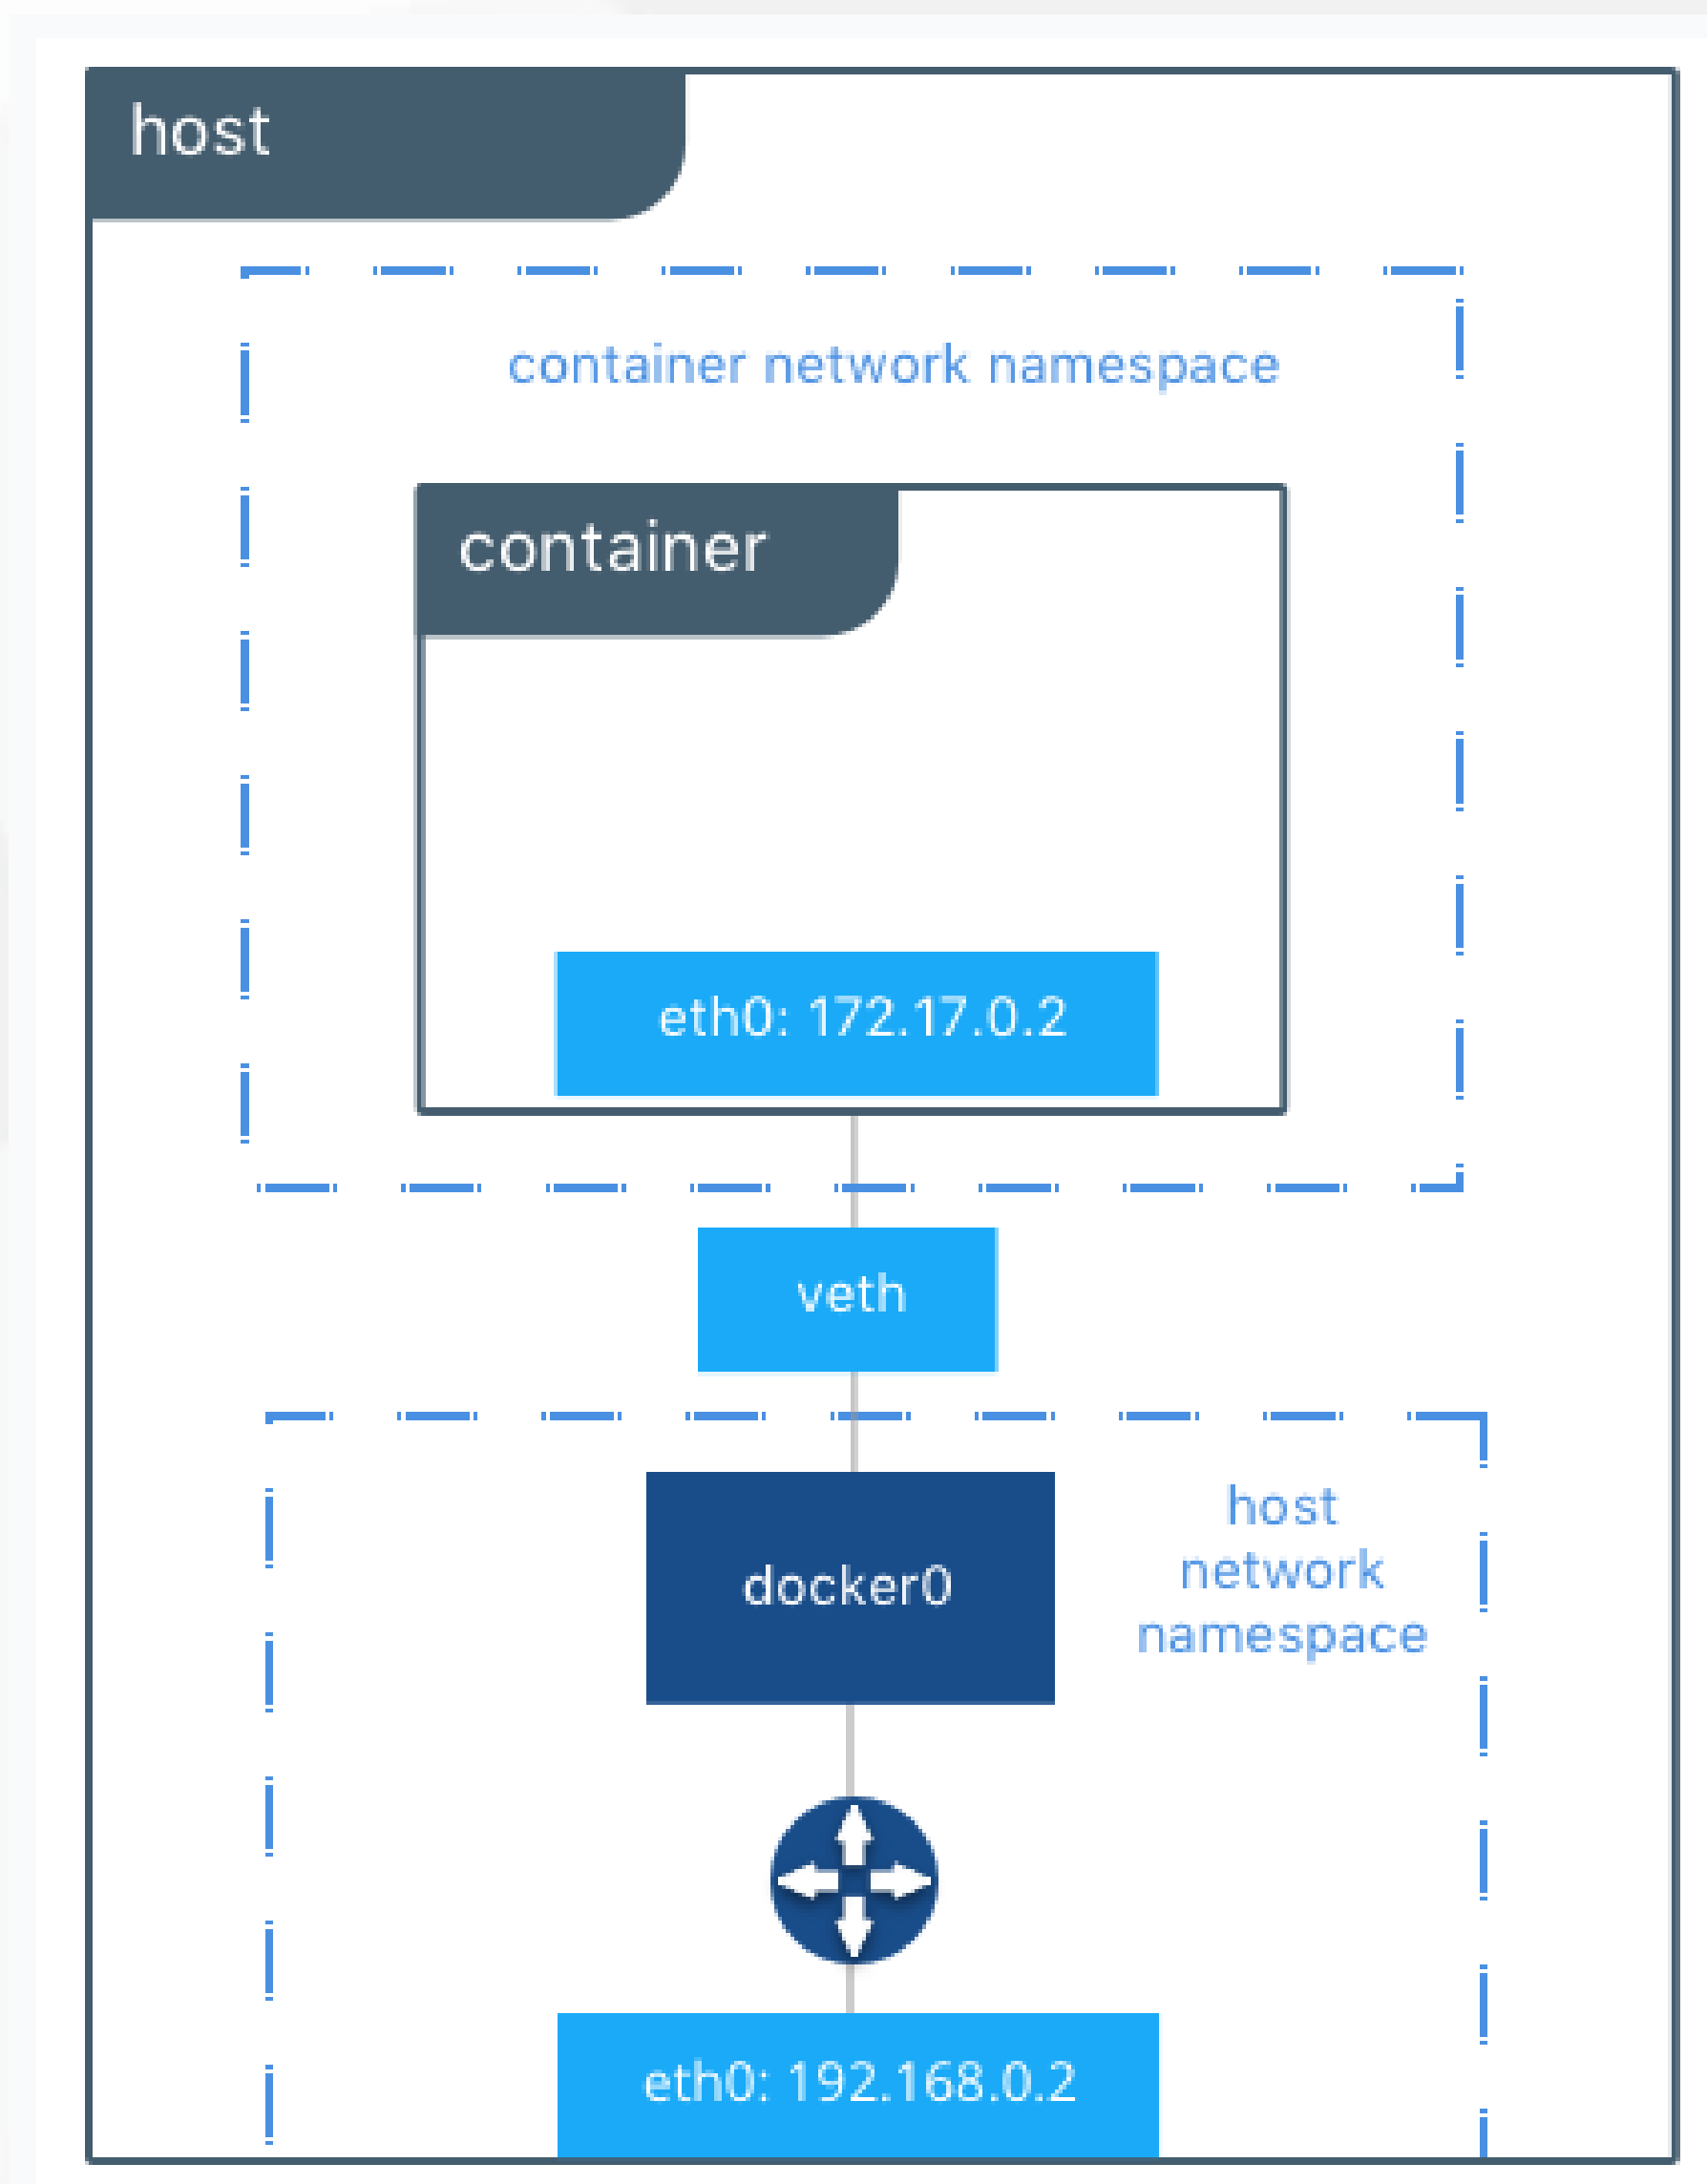 host
container network namespace
container
eth0: 172.17.0.2
veth
docker0
host
network
namespace
eth0: 192.168.0.2